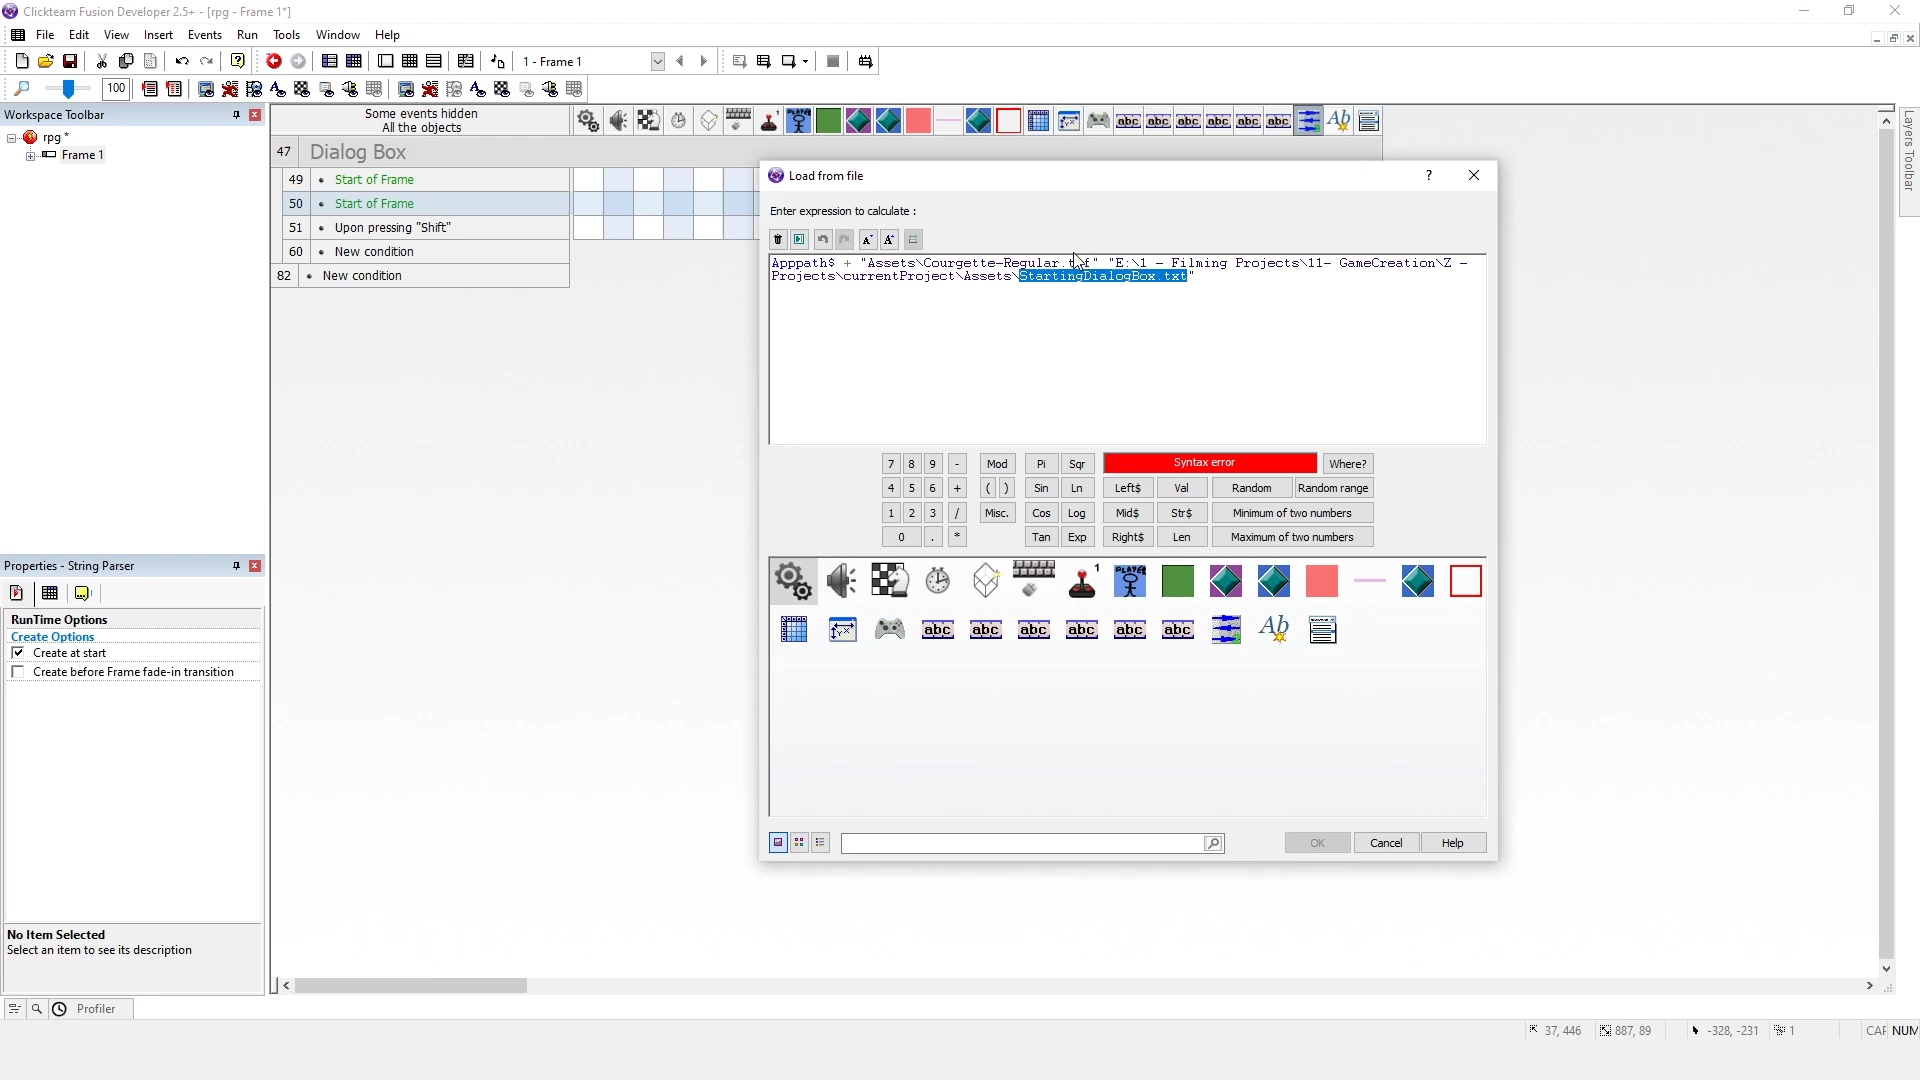 Clickteam Fusion Developer 2.5+ - [rpg - Frame 1*]
File Edit View Insert Events Run Tools Window Help
1 - Frame 1
100
Workspace Toolbar
rpg *
Frame 1
Some events hidden
All the objects
47 Dialog Box
49 • Start of Frame
50 • Start of Frame
51 • Upon pressing "Shift"
60 • New condition
82 • New condition
Layers Toolbar
Load from file
?
Enter expression to calculate :
Apppath$ + "Assets\Courgette-Regular.ttf" "E:\1 - Filming Projects\11- GameCreation\Z -
Projects\currentProject\Assets\StartingDialogBox.txt"
7 8 9 - Mod Pi Sqr Syntax error Where?
4 5 6 + ( ) Sin Ln Left$ Val Random Random range
1 2 3 / Misc. Cos Log Mid$ Str$ Minimum of two numbers
0 . * Tan Exp Right$ Len Maximum of two numbers
PLAYER
abc abc abc abc abc abc Ab
OK Cancel Help
Properties - String Parser
RunTime Options
Create Options
Create at start
Create before Frame fade-in transition
No Item Selected
Select an item to see its description
Profiler
37, 446 887, 89 -328, -231 1 CAP NUM